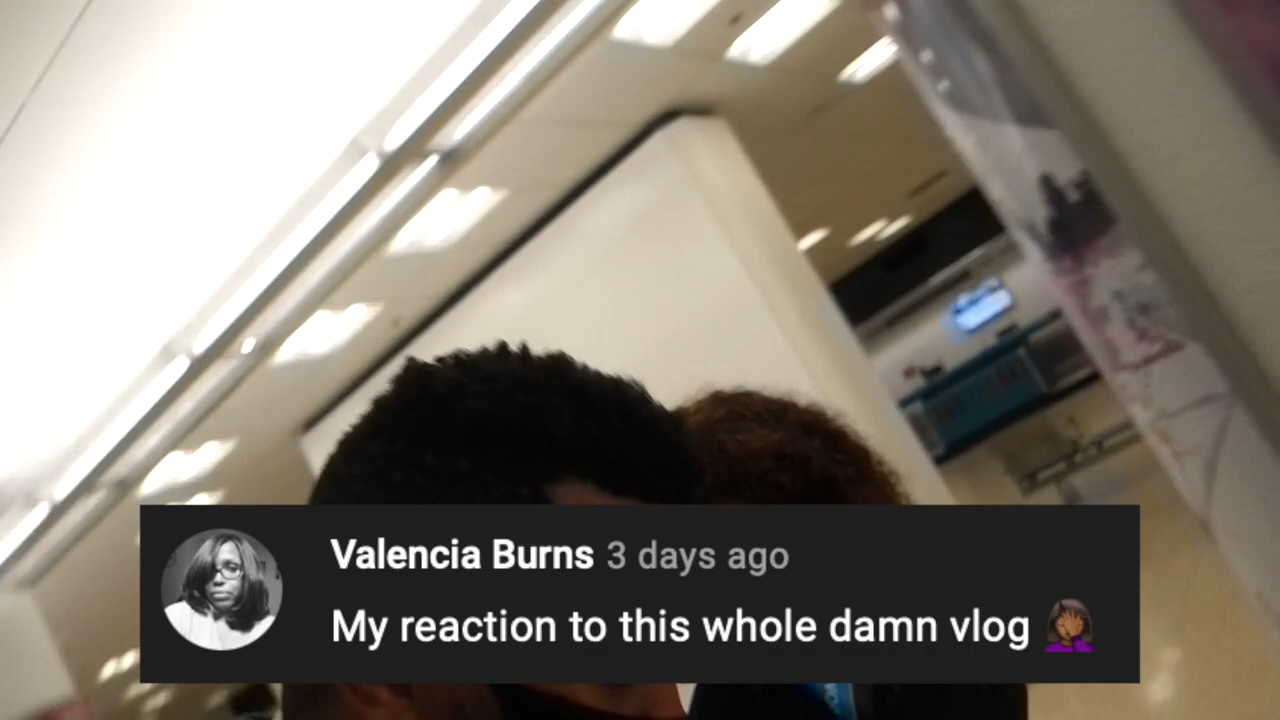 Valencia Burns 3 days ago
My reaction to this whole damn vlog 🤦🏾‍♀️